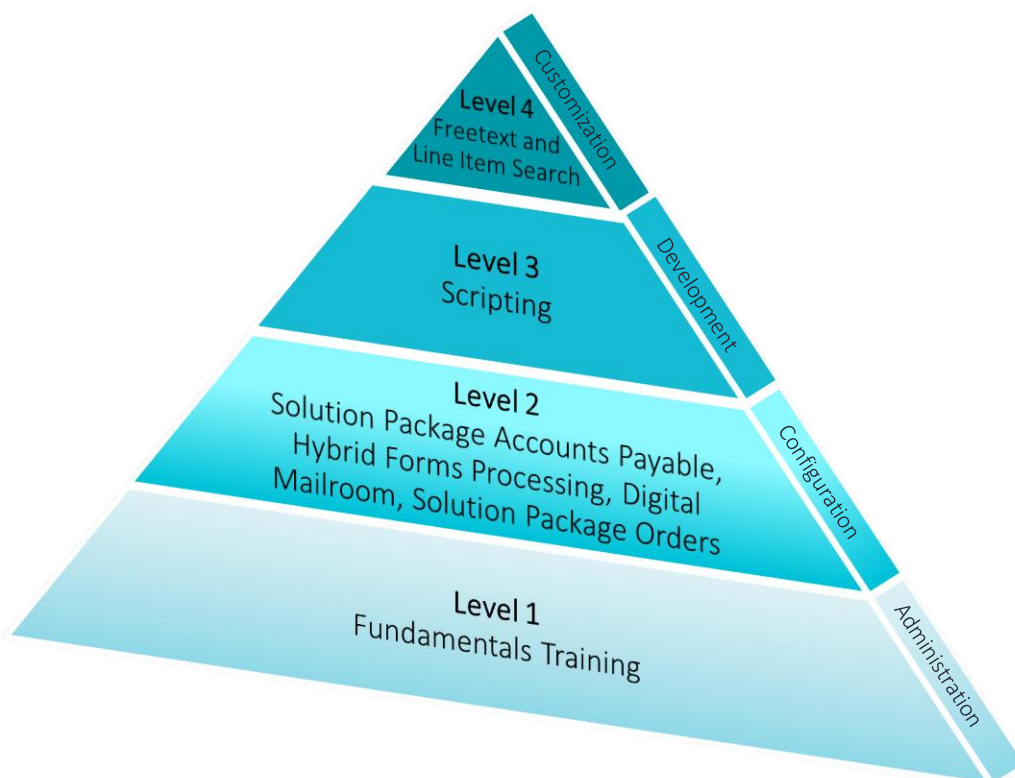 Customization
Level 4
Freetext and
Line Item Search
Development
Level 3
Scripting
Configuration
Level 2
Solution Package Accounts Payable,
Hybrid Forms Processing, Digital
Mailroom, Solution Package Orders
Administration
Level 1
Fundamentals Training